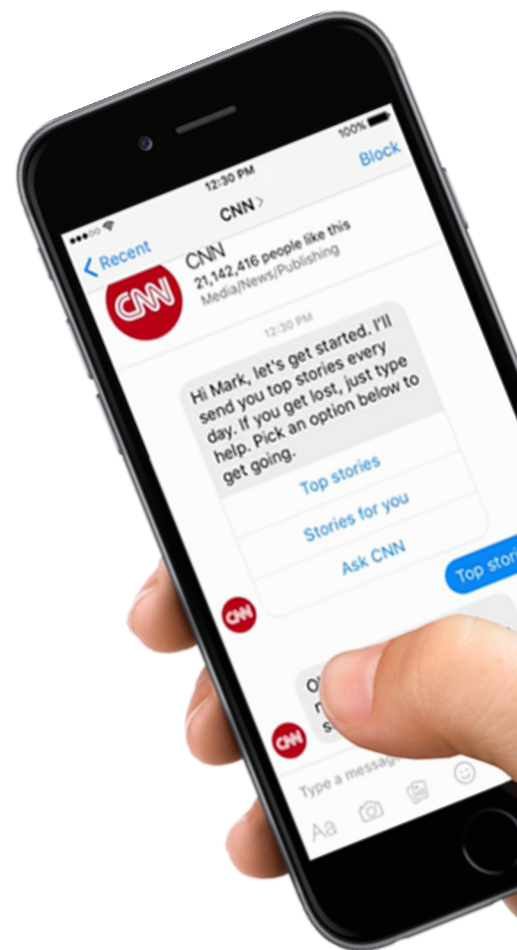 12:30 PM
100%
Recent
CNN
Block
CNN
CNN
21,142,416 people like this
Media/News/Publishing
12:30 PM
Hi Mark, let's get started. I'll
send you top stories every
day. If you get lost, just type
help. Pick an option below to
get going.
Top stories
Stories for you
Ask CNN
CNN
Top stori
CNN
Type a message
Aa